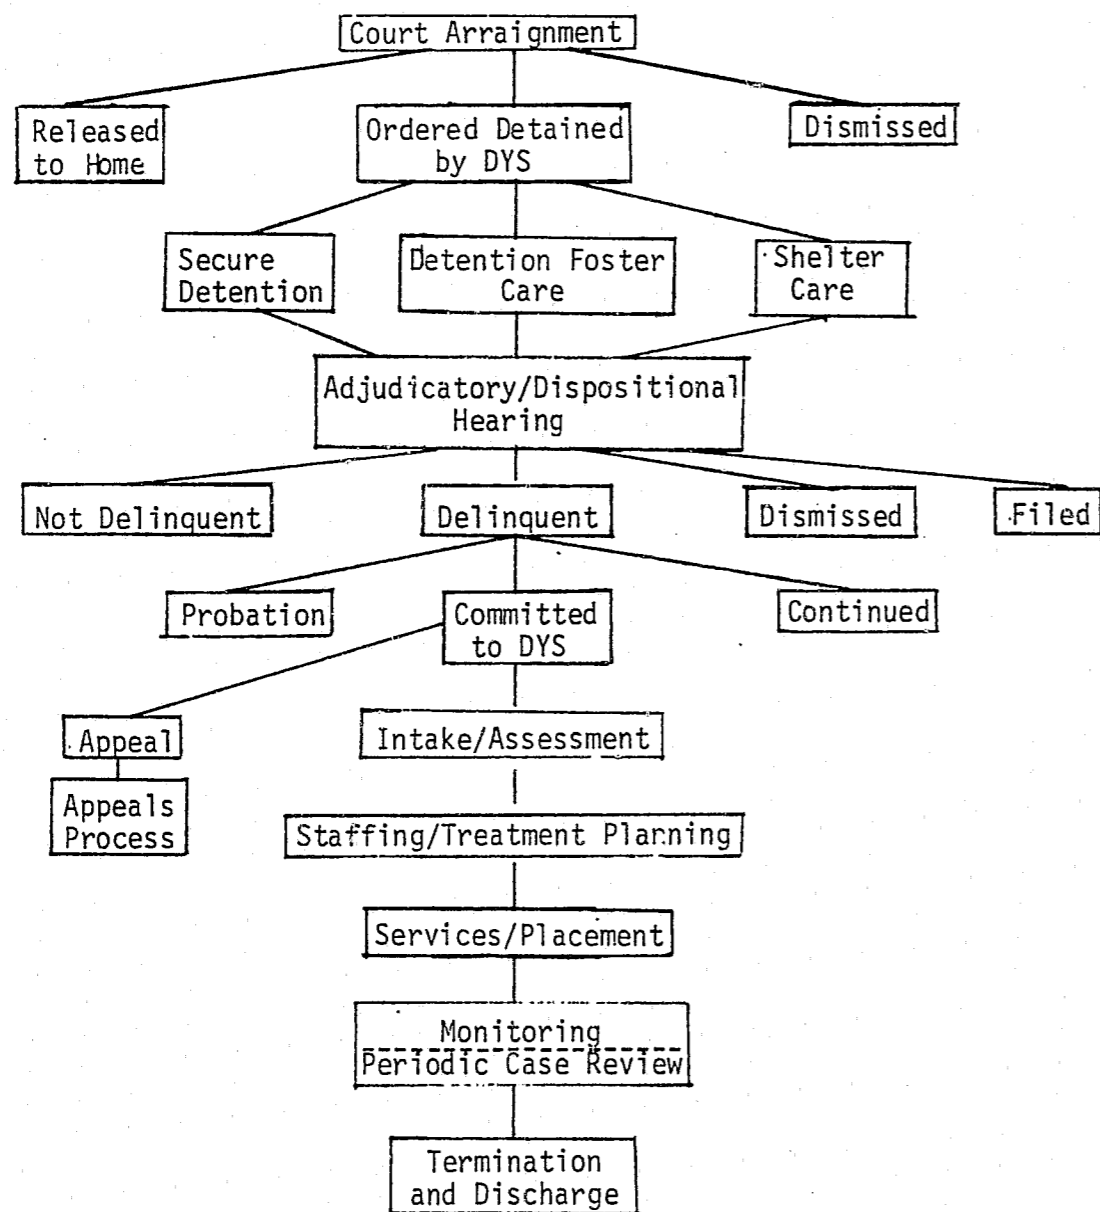 Court Arraignment
Released
to Home
Ordered Detained
by DYS
Dismissed
Secure
Detention
Detention Foster
Care
Shelter
Care
Adjudicatory/Dispositional
Hearing
Not Delinquent
Delinquent
Dismissed
Filed
Probation
Committed
to DYS
Continued
Appeal
Intake/Assessment
Appeals
Process
Staffing/Treatment Planning
Services/Placement
Monitoring
Periodic Case Review
Termination
and Discharge